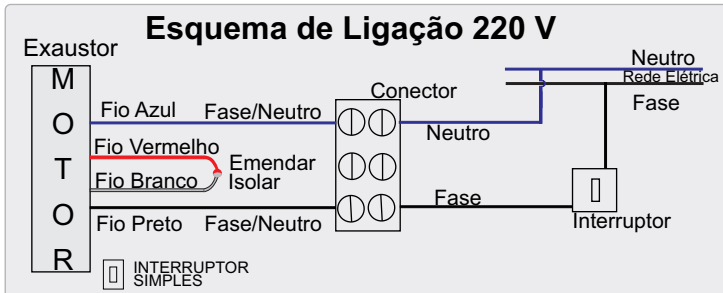 Esquema de Ligação 220 V
Exaustor
MOTOR
Fio Azul
Fase/Neutro
Fio Vermelho
Fio Branco
Emendar
Isolar
Fio Preto
Fase/Neutro
Conector
Neutro
Fase
Neutro
Rede Elétrica
Fase
Interruptor
INTERRUPTOR
SIMPLES